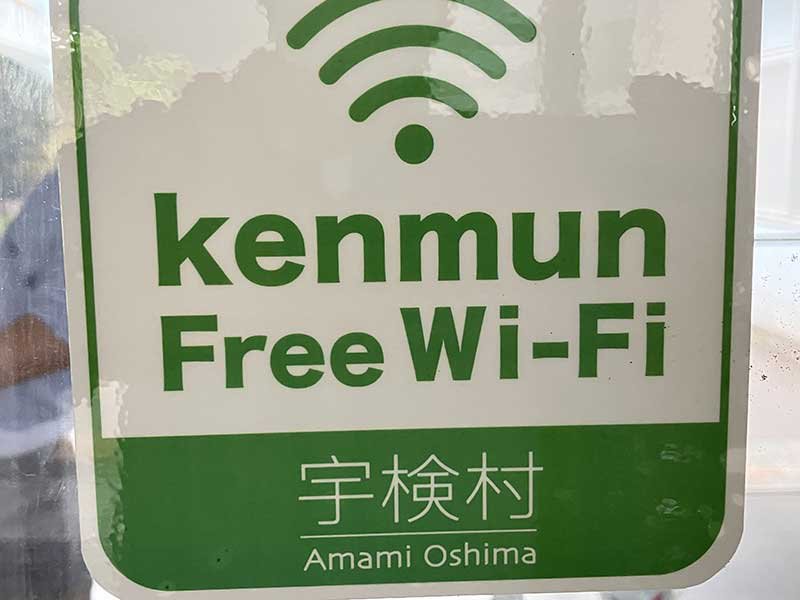 kenmun
Free Wi-Fi
宇検村
Amami Oshima